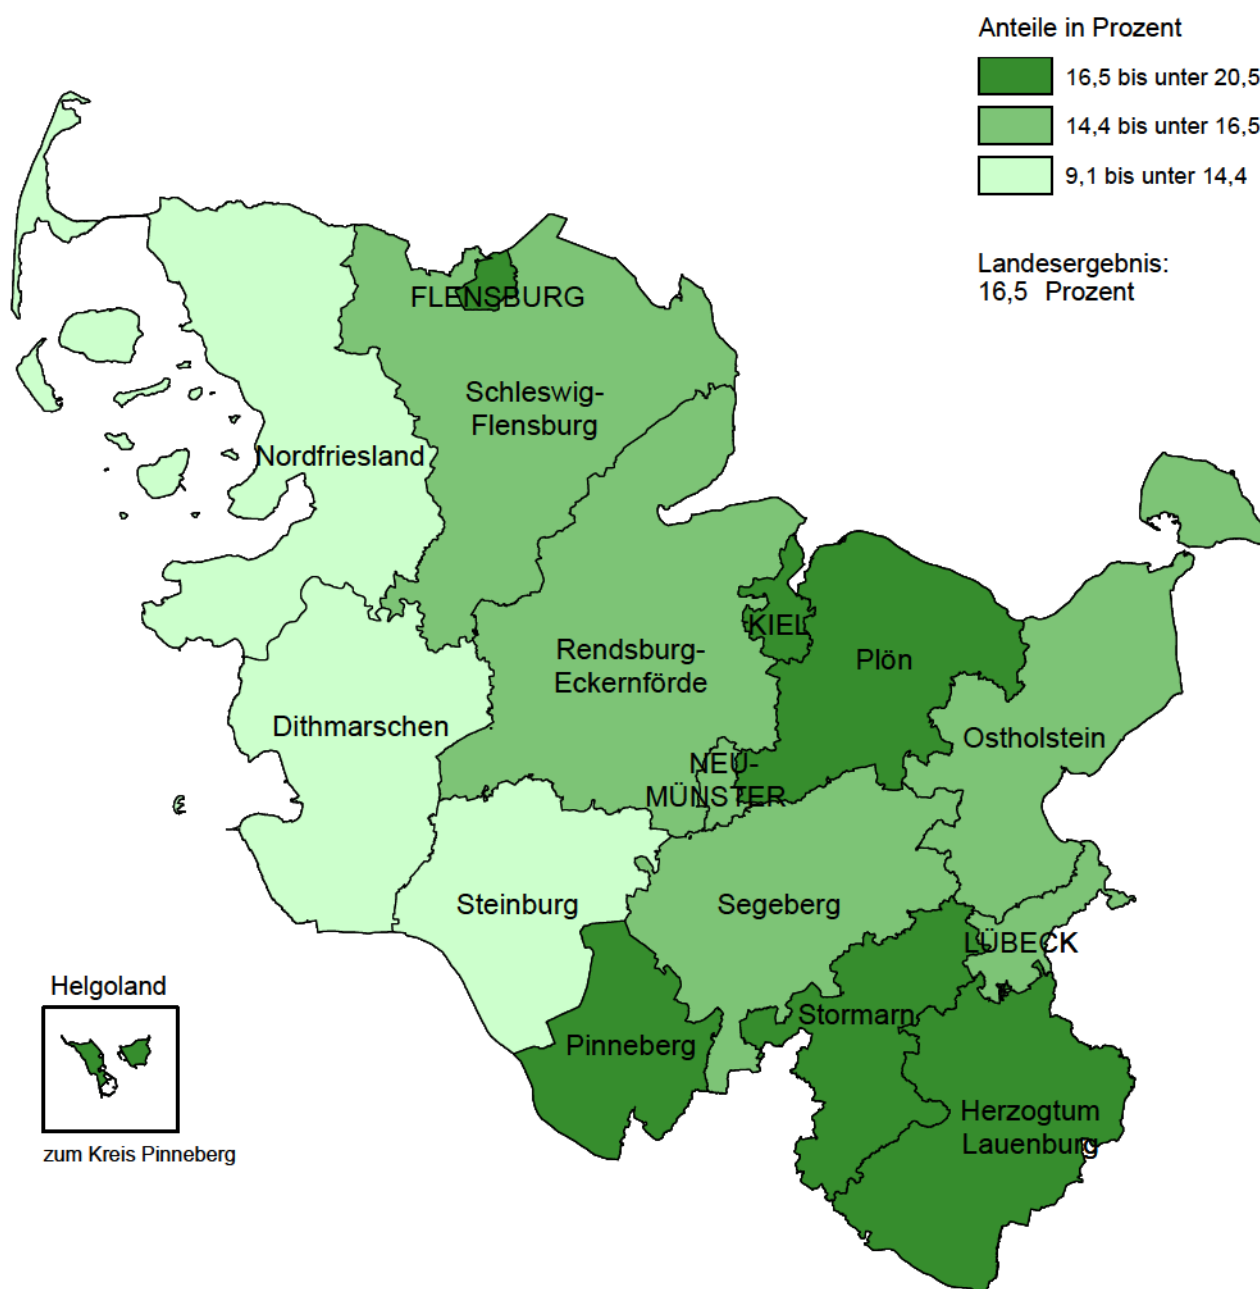 Anteile in Prozent
16,5 bis unter 20,5
14,4 bis unter 16,5
9,1 bis unter 14,4
Landesergebnis:
16,5 Prozent
FLENSBURG
Schleswig-
Flensburg
Nordfriesland
KIEL
Rendsburg-
Eckernförde
Plön
Dithmarschen
Ostholstein
NEU-
MÜNSTER
Steinburg
Segeberg
LÜBECK
Helgoland
Stormarn
Pinneberg
Herzogtum
Lauenburg
zum Kreis Pinneberg